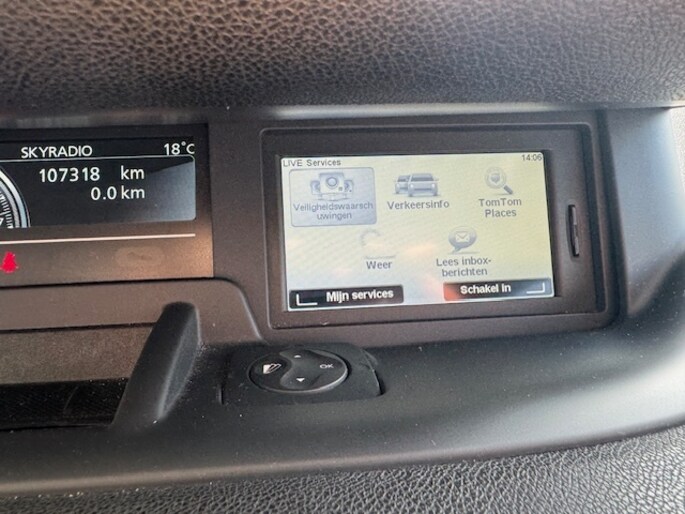 SKYRADIO 18°C
107318 km
0.0 km
LIVE Services 14:06
Veiligheidswaarsch
uwingen
Verkeersinfo
TomTom
Places
Weer
Lees inbox-
berichten
Mijn services
Schakel in
OK